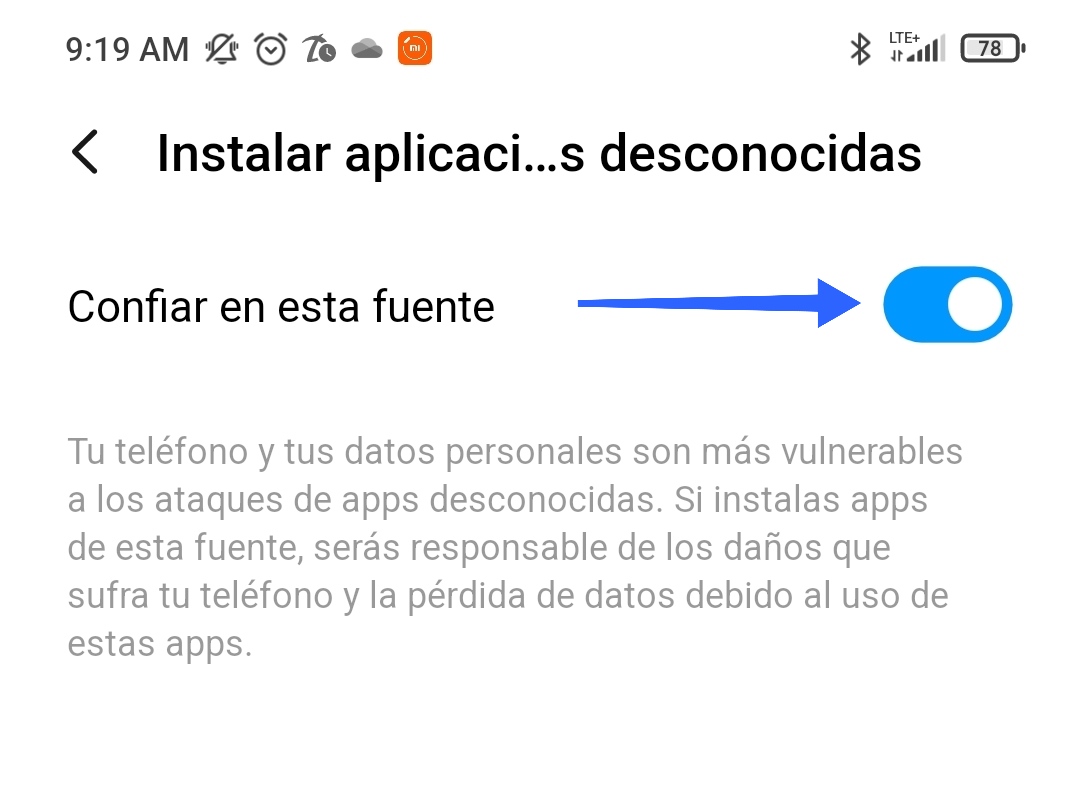 9:19 AM
LTE+
78
Instalar aplicaci...s desconocidas
Confiar en esta fuente
Tu teléfono y tus datos personales son más vulnerables
a los ataques de apps desconocidas. Si instalas apps
de esta fuente, serás responsable de los daños que
sufra tu teléfono y la pérdida de datos debido al uso de
estas apps.